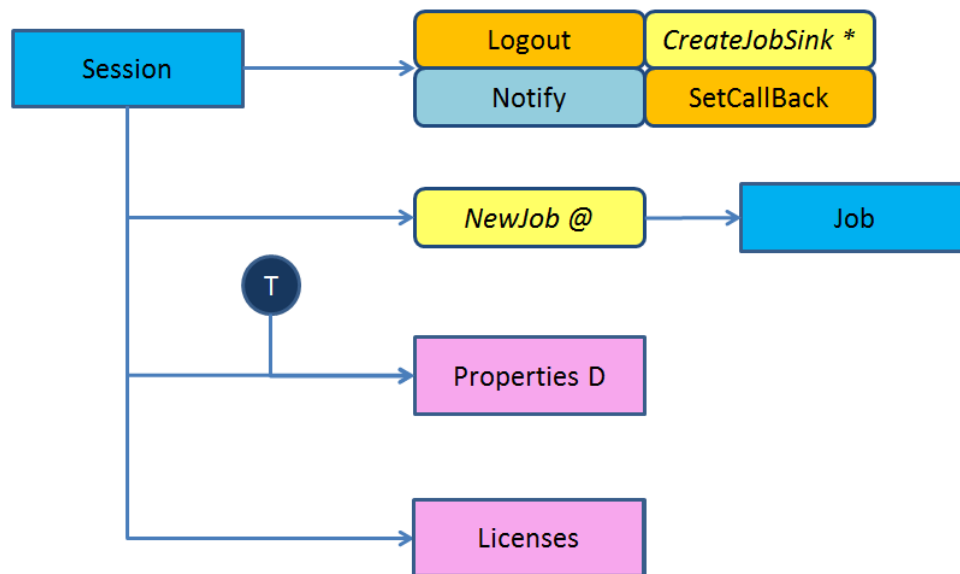 Session
Logout
CreateJobSink *
Notify
SetCallBack
NewJob @
Job
T
Properties D
Licenses